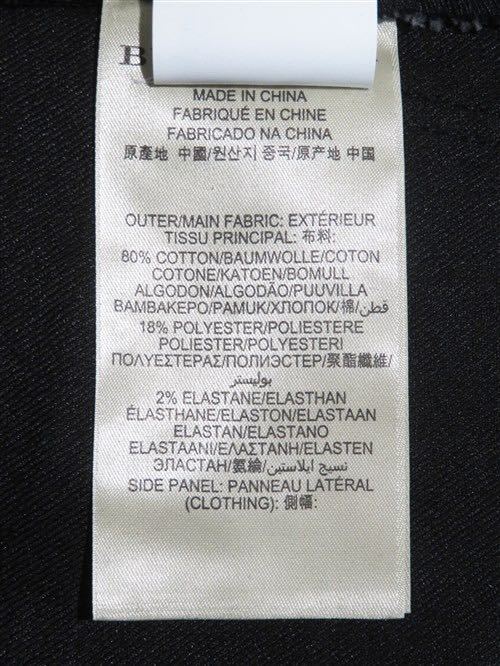 MADE IN CHINA
FABRIQUÉ EN CHINE
FABRICADO NA CHINA
原產地 中國/원산지 중국/原产地 中国
OUTER/MAIN FABRIC: EXTÉRIEUR
TISSU PRINCIPAL: 布料:
80% COTTON/BAUMWOLLE/COTON
COTONE/KATOEN/BOMULL
ALGODON/ALGODÃO/PUUVILLA
BAMBAKEPO/PAMUK/ХЛОПОК/棉/قطن/
18% POLYESTER/POLIESTERE
POLIESTER/POLIESTERI
ΠΟΛΥΕΣΤΕΡΑΣ/ПОЛИЭСТЕР/聚酯纖維/
بوليستر/
2% ELASTANE/ELASTHAN
ÉLASTHANE/ELASTON/ELASTAAN
ELASTAN/ELASTANO
ELASTAANI/ΕΛΑΣΤΑΝΗ/ELASTEN
ЭЛАСТАН/氨綸/نسيج ايلاستين/
SIDE PANEL: PANNEAU LATÉRAL
(CLOTHING): 側幅: